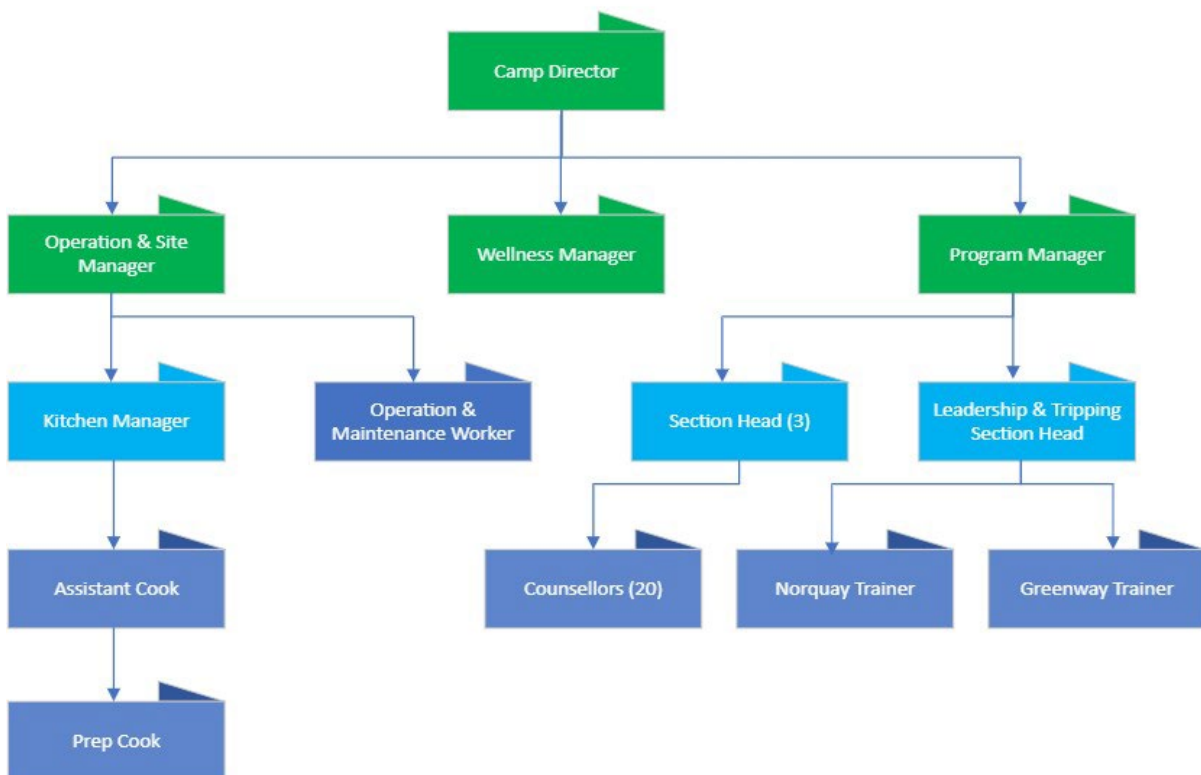 Camp Director
Operation & Site
Manager
Wellness Manager
Program Manager
Kitchen Manager
Operation &
Maintenance Worker
Section Head (3)
Leadership & Tripping
Section Head
Assistant Cook
Counsellors (20)
Norquay Trainer
Greenway Trainer
Prep Cook